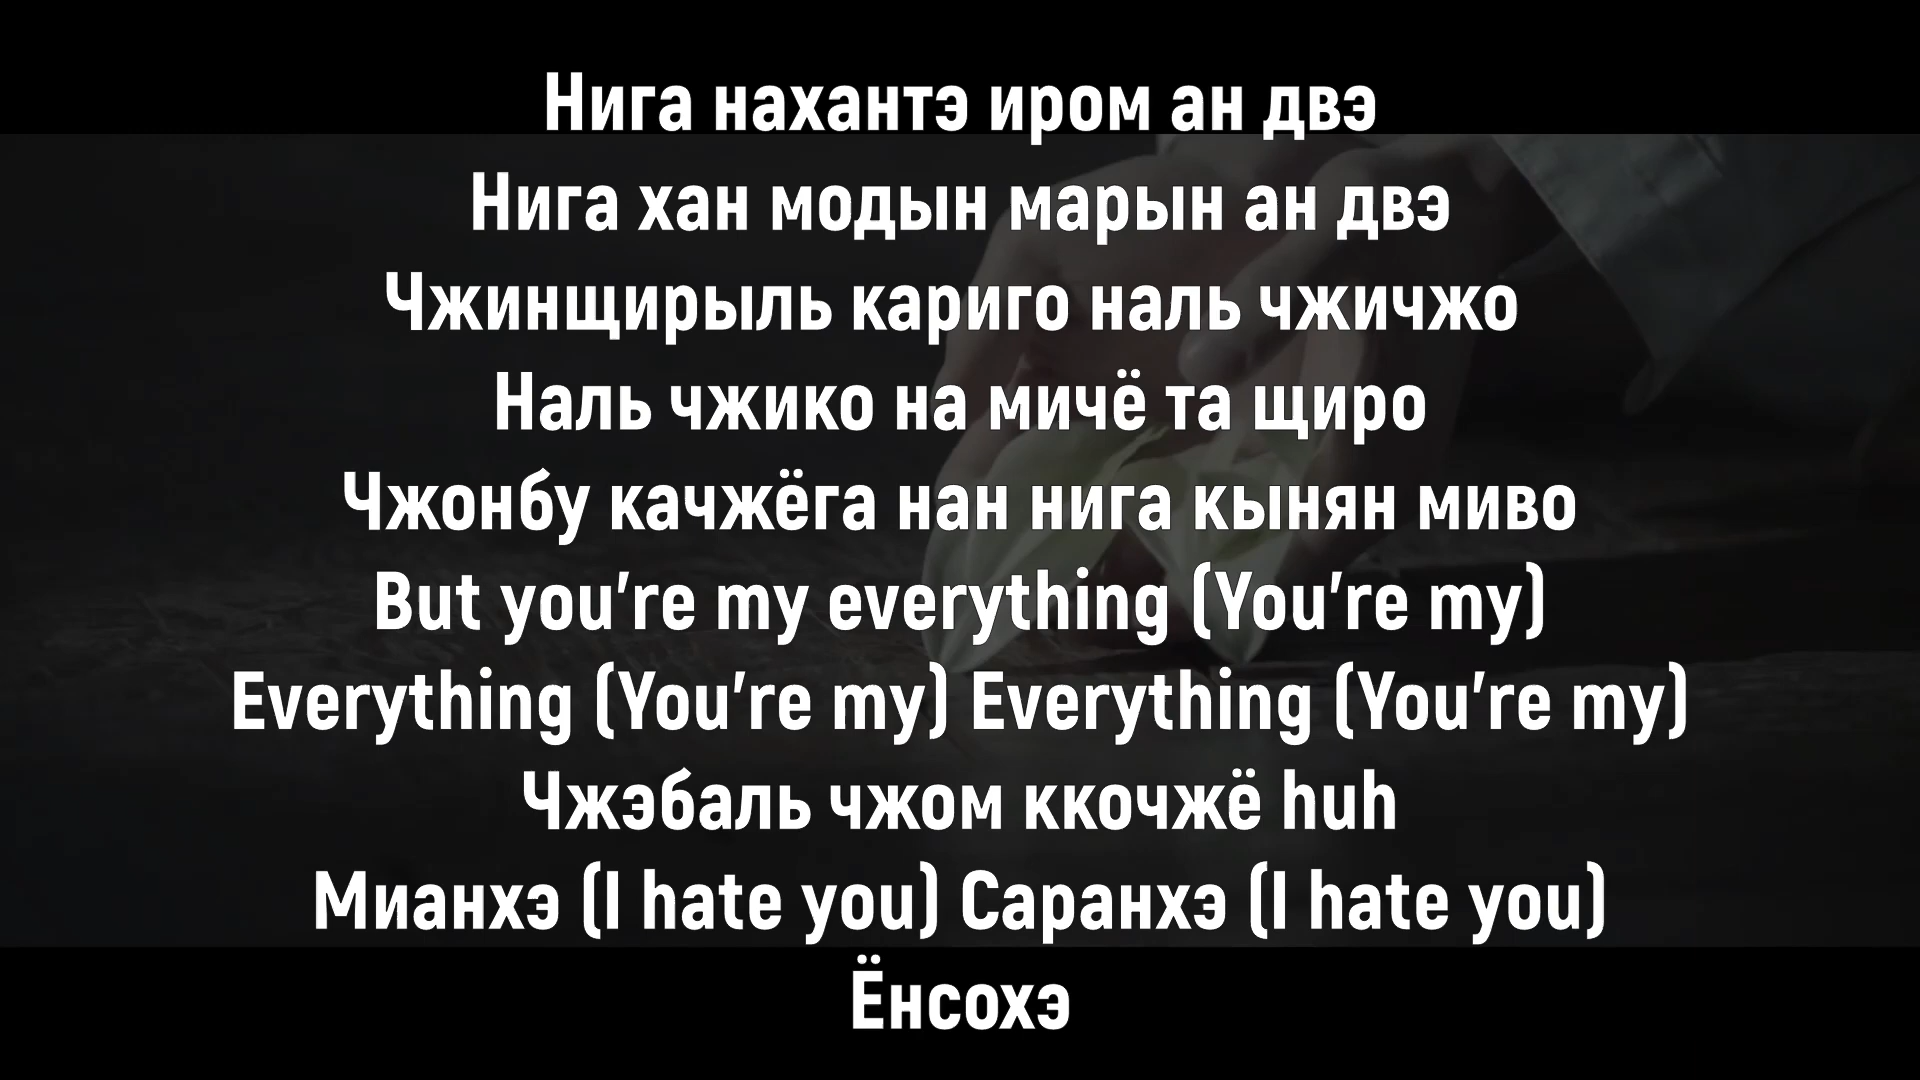 Нига нахантэ иром ан двэ
Нига хан модын марын ан двэ
Чжинщирыль кариго наль чжичжо
Наль чжико на мичё та щиро
Чжонбу качжёга нан нига кынян миво
But you're my everything (You're my)
Everything (You're my) Everything (You're my)
Чжэбаль чжом ккочжё huh
Мианхэ (I hate you) Саранхэ (I hate you)
Ёнсохэ